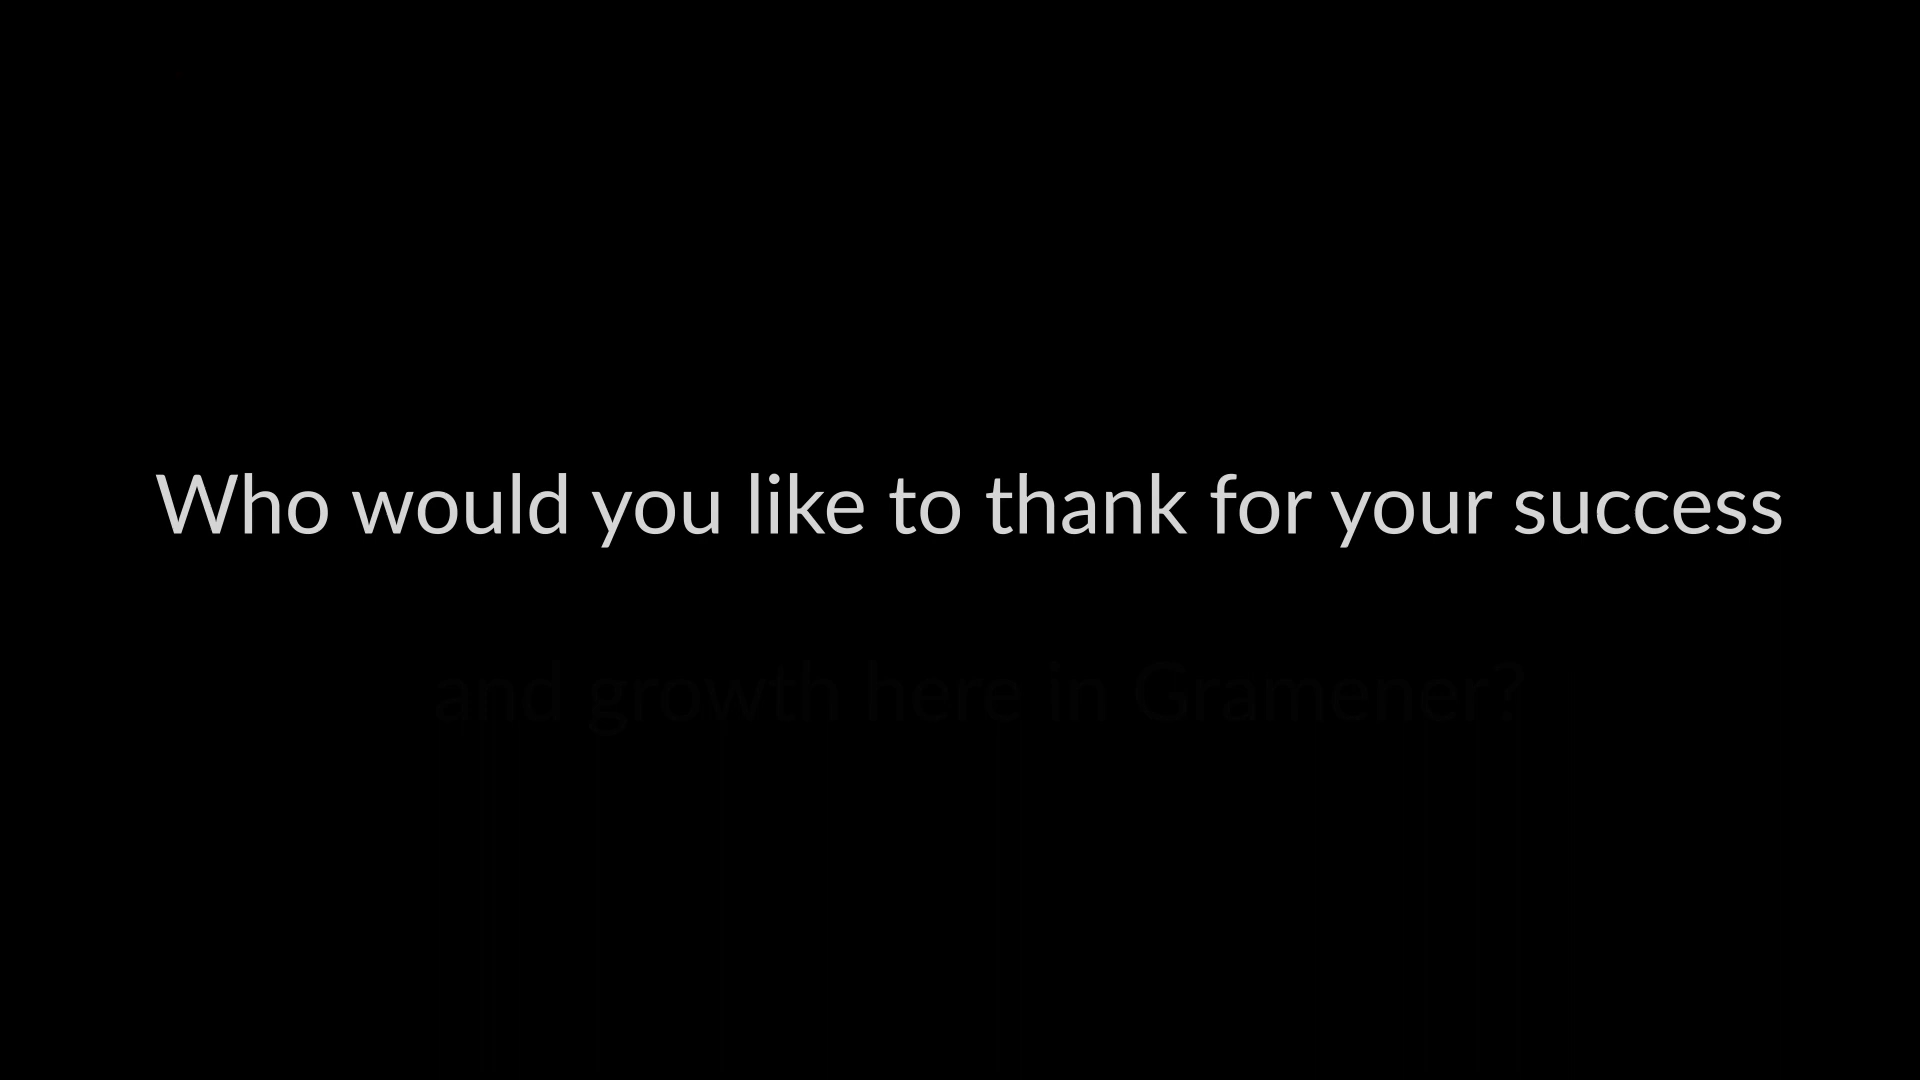 Who would you like to thank for your success
and growth here in Gramener?